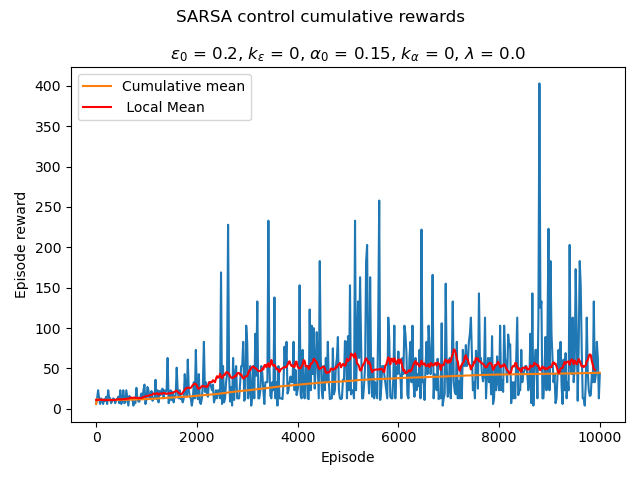 SARSA control cumulative rewards
ε₀ = 0.2, kε = 0, α₀ = 0.15, kα = 0, λ = 0.0
Cumulative mean
Local Mean
Episode reward
400
350
300
250
200
150
100
50
0
0 2000 4000 6000 8000 10000
Episode